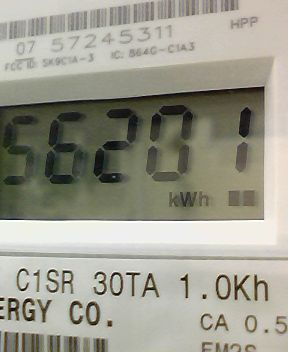 07 57245311
HPP
FCC ID: SK9C1A-3 IC: 864G-C1A3
56201
kWh
C1SR 30TA 1.0Kh
ERGY CO.
CA 0.5
EM2S